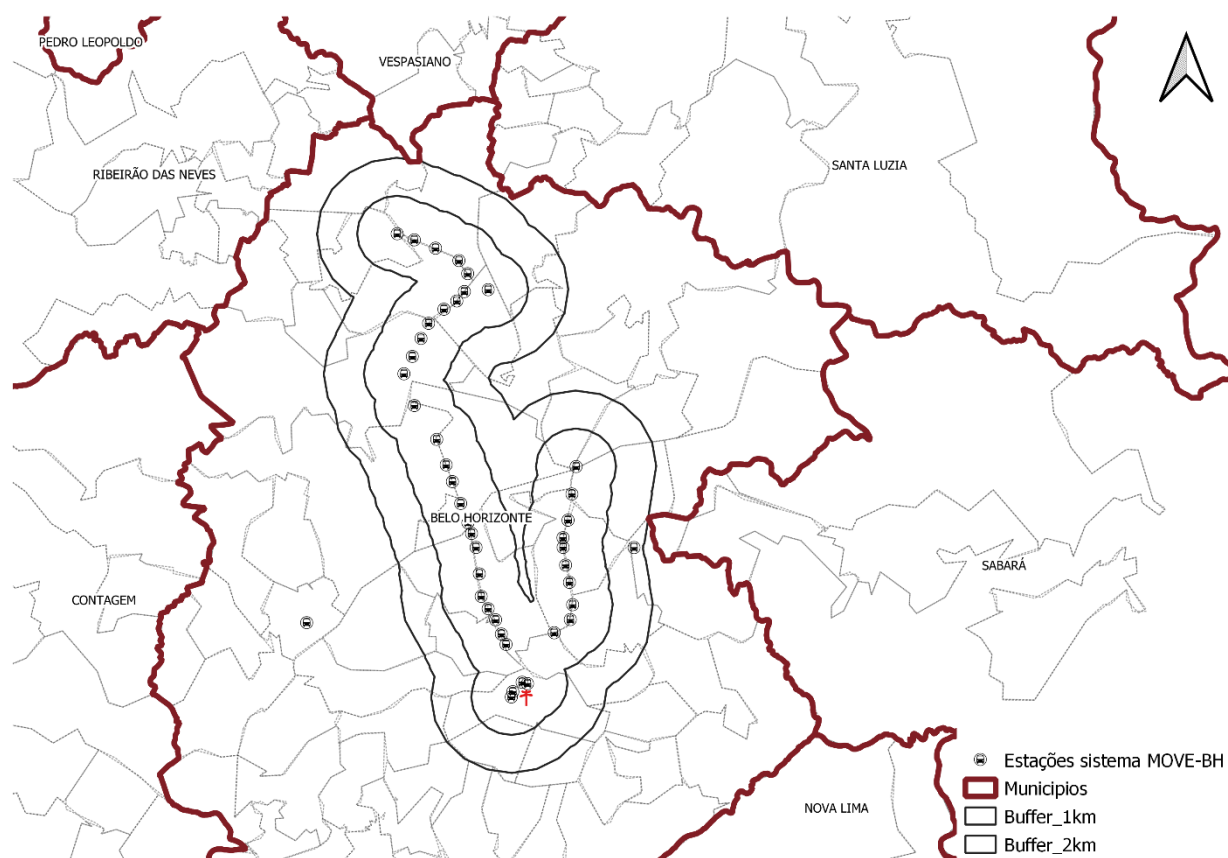 PEDRO LEOPOLDO
VESPASIANO
RIBEIRÃO DAS NEVES
SANTA LUZIA
BELO HORIZONTE
SABARÁ
CONTAGEM
NOVA LIMA
Estações sistema MOVE-BH
Municipios
Buffer_1km
Buffer_2km